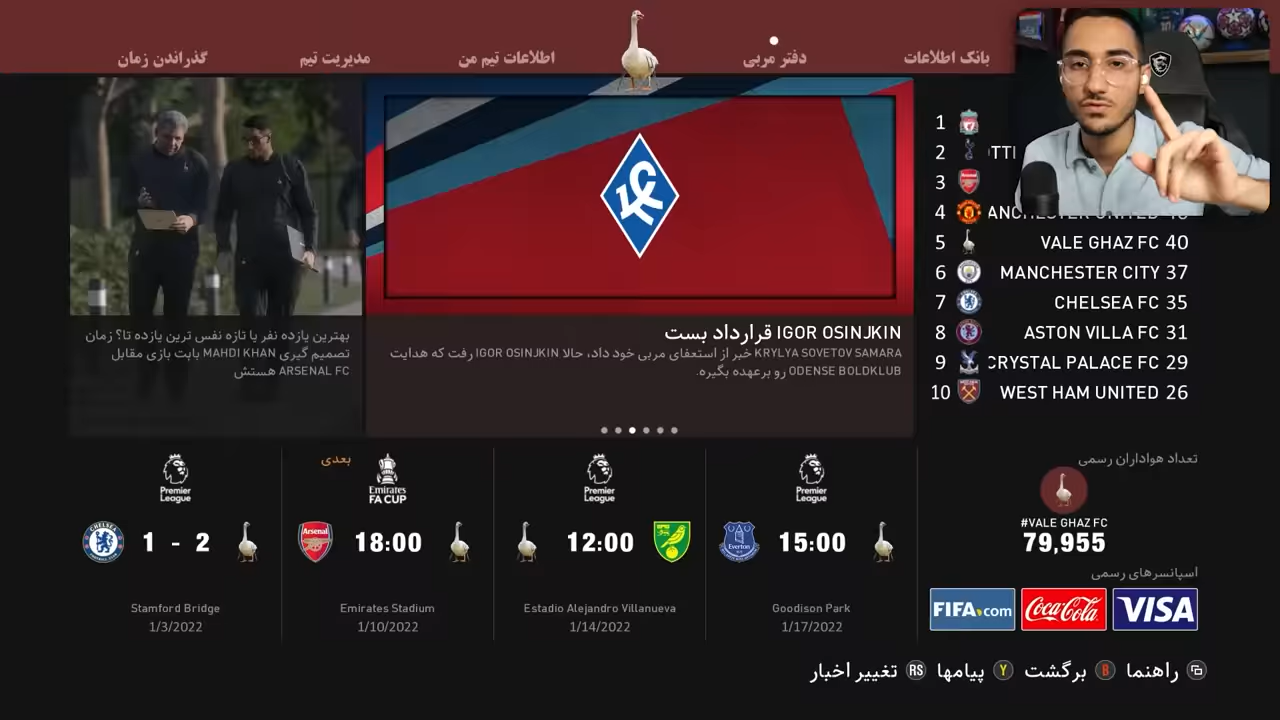 بانک اطلاعات
دفتر مربی
اطلاعات تیم من
مدیریت تیم
گذراندن زمان
IGOR OSINJKIN قرارداد بست
KRYLYA SOVETOV SAMARA خبر از استعفای مربی خود داد، حالا IGOR OSINJKIN رفت که هدایت
ODENSE BOLDKLUB رو برعهده بگیره.
بهترین یازده نفر یا تازه نفس ترین یازده تا؟ زمان
تصمیم گیری MAHDI KHAN بابت بازی مقابل
ARSENAL FC هستش
1
2
3
4
5 VALE GHAZ FC 40
6 MANCHESTER CITY 37
7 CHELSEA FC 35
8 ASTON VILLA FC 31
9 CRYSTAL PALACE FC 29
10 WEST HAM UNITED 26
Premier League
1 - 2
Stamford Bridge
1/3/2022
بعدی
Emirates FA CUP
Arsenal
18:00
Emirates Stadium
1/10/2022
Premier League
12:00
Estadio Alejandro Villanueva
1/14/2022
Premier League
Everton
15:00
Goodison Park
1/17/2022
تعداد هواداران رسمی
#VALE GHAZ FC
79,955
اسپانسرهای رسمی
FIFA.com
Coca-Cola
VISA
راهنما
B برگشت
Y پیامها
RS تغییر اخبار